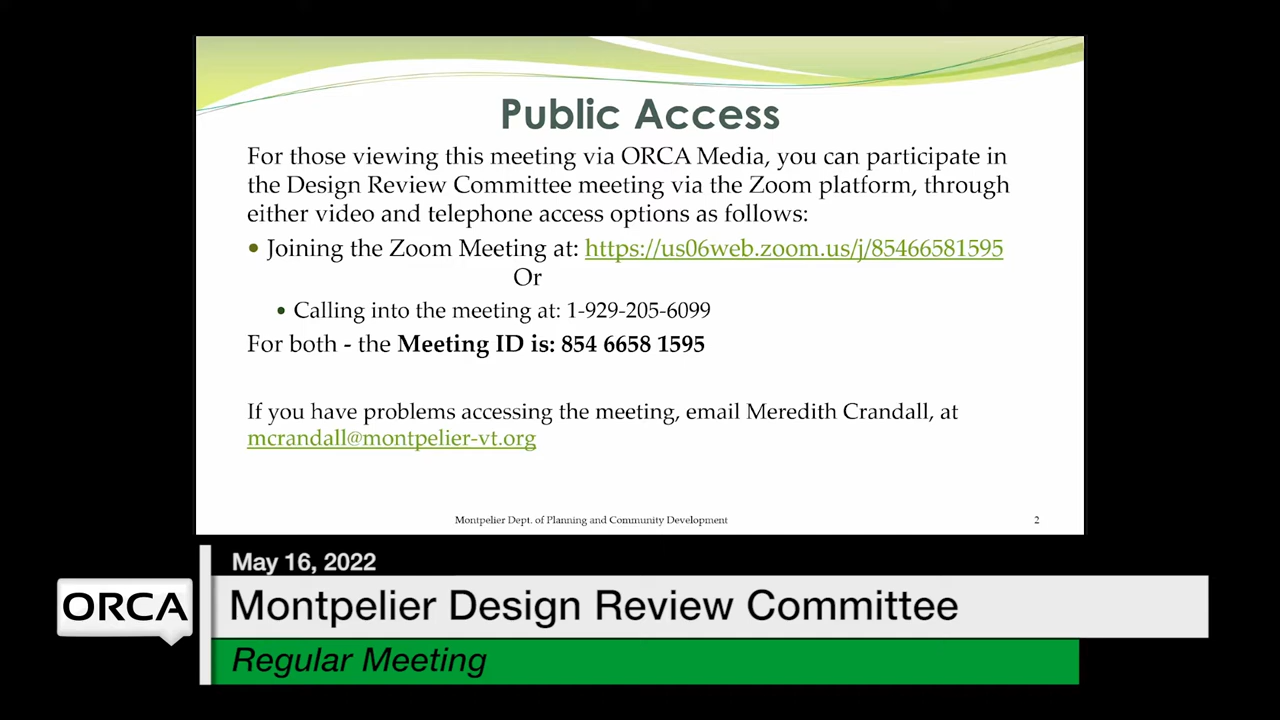 Public Access
For those viewing this meeting via ORCA Media, you can participate in
the Design Review Committee meeting via the Zoom platform, through
either video and telephone access options as follows:
• Joining the Zoom Meeting at: https://us06web.zoom.us/j/85466581595
Or
• Calling into the meeting at: 1-929-205-6099
For both - the Meeting ID is: 854 6658 1595
If you have problems accessing the meeting, email Meredith Crandall, at
mcrandall@montpelier-vt.org
Montpelier Dept. of Planning and Community Development 2
May 16, 2022
ORCA
Montpelier Design Review Committee
Regular Meeting